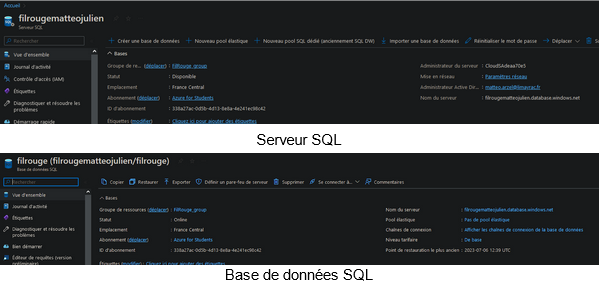 Accueil >
filrougematteojulien
Serveur SQL
Rechercher
Créer une base de données
Nouveau pool élastique
Nouveau pool SQL dédié (anciennement SQL DW)
Importer une base de données
Réinitialiser le mot de passe
Déplacer
Vue d'ensemble
Journal d'activité
Contrôle d'accès (IAM)
Étiquettes
Diagnostiquer et résoudre les problèmes
Démarrage rapide
Bases
Groupe de re... (déplacer) : filRouge_group
Statut : Disponible
Emplacement : France Central
Abonnement (déplacer) : Azure for Students
ID d'abonnement : 338a27ac-0d5b-4d13-8e8a-4e241ec98c42
Étiquettes (modifier) : Cliquez ici pour ajouter des étiquettes
Administrateur du serveur : CloudSAdeaa70e5
Mise en réseau : Paramètres réseau
Administrateur Active Dir... :
Nom du serveur : filrougematteojulien.database.windows.net
Serveur SQL
filrouge (filrougematteojulien/filrouge)
Base de données SQL
Rechercher
Copier
Restaurer
Exporter
Définir un pare-feu de serveur
Supprimer
Se connecter à...
Commentaires
Vue d'ensemble
Journal d'activité
Étiquettes
Diagnostiquer et résoudre les problèmes
Bien démarrer
Éditeur de requêtes (version préliminaire)
Bases
Groupe de ressources (déplacer) : filRouge_group
Statut : Online
Emplacement : France Central
Abonnement (déplacer) : Azure for Students
ID d'abonnement : 338a27ac-0d5b-4d13-8e8a-4e241ec98c42
Étiquettes (modifier) : Cliquez ici pour ajouter des étiquettes
Nom du serveur : filrougematteojulien.database.windows.net
Pool élastique : Pas de pool élastique
Chaînes de connexion : Afficher les chaînes de connexion de la base de données
Niveau tarifaire : De base
Point de restauration le plus ancien : 2023-07-06 12:39 UTC
Base de données SQL